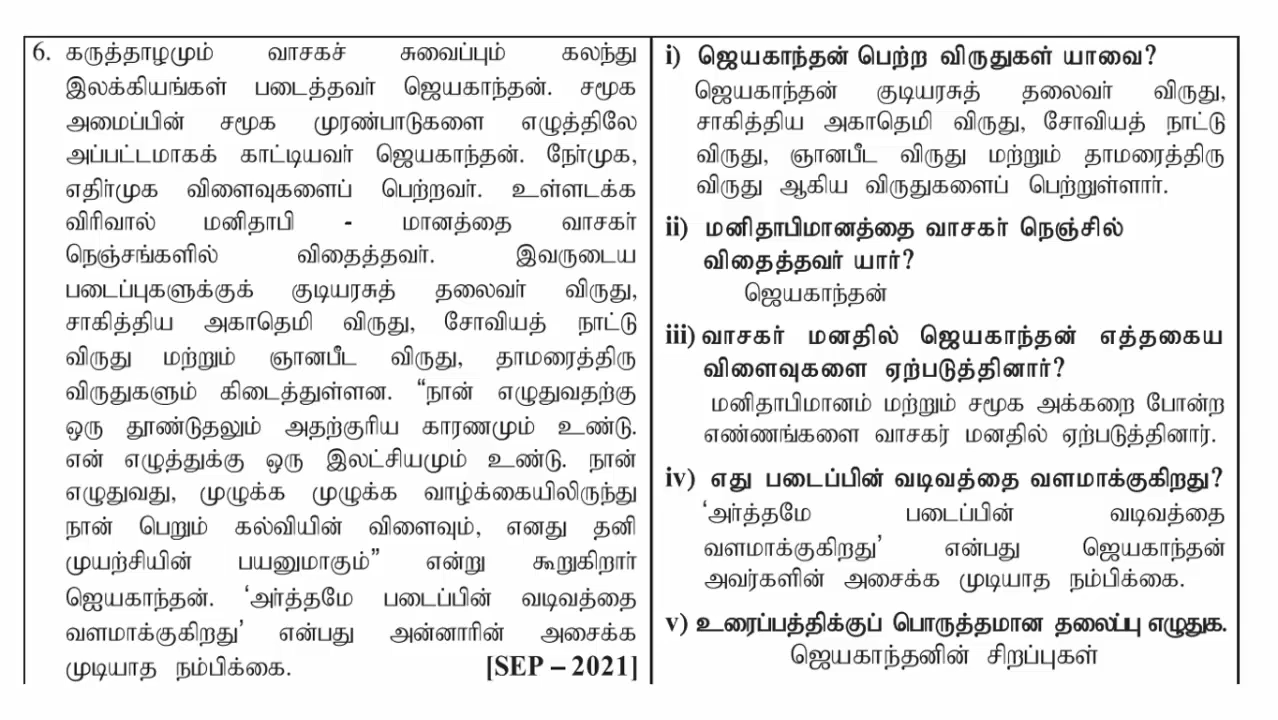 6. கருத்தாழமும் வாசகச் சுவைப்பும் கலந்து
இலக்கியங்கள் படைத்தவர் ஜெயகாந்தன். சமூக
அமைப்பின் சமூக முரண்பாடுகளை எழுத்திலே
அப்பட்டமாகக் காட்டியவர் ஜெயகாந்தன். நேர்முக,
எதிர்முக விளைவுகளைப் பெற்றவர். உள்ளடக்க
விரிவால் மனிதாபி - மானத்தை வாசகர்
நெஞ்சங்களில் விதைத்தவர். இவருடைய
படைப்புகளுக்குக் குடியரசுத் தலைவர் விருது,
சாகித்திய அகாதெமி விருது, சோவியத் நாட்டு
விருது மற்றும் ஞானபீட விருது, தாமரைத்திரு
விருதுகளும் கிடைத்துள்ளன. “நான் எழுதுவதற்கு
ஒரு தூண்டுதலும் அதற்குரிய காரணமும் உண்டு.
என் எழுத்துக்கு ஒரு இலட்சியமும் உண்டு. நான்
எழுதுவது, முழுக்க முழுக்க வாழ்க்கையிலிருந்து
நான் பெறும் கல்வியின் விளைவும், எனது தனி
முயற்சியின் பயனுமாகும்” என்று கூறுகிறார்
ஜெயகாந்தன். ‘அர்த்தமே படைப்பின் வடிவத்தை
வளமாக்குகிறது’ என்பது அன்னாரின் அசைக்க
முடியாத நம்பிக்கை. [SEP – 2021]
i) ஜெயகாந்தன் பெற்ற விருதுகள் யாவை?
ஜெயகாந்தன் குடியரசுத் தலைவர் விருது,
சாகித்திய அகாதெமி விருது, சோவியத் நாட்டு
விருது, ஞானபீட விருது மற்றும் தாமரைத்திரு
விருது ஆகிய விருதுகளைப் பெற்றுள்ளார்.
ii) மனிதாபிமானத்தை வாசகர் நெஞ்சில்
விதைத்தவர் யார்?
ஜெயகாந்தன்
iii) வாசகர் மனதில் ஜெயகாந்தன் எத்தகைய
விளைவுகளை ஏற்படுத்தினார்?
மனிதாபிமானம் மற்றும் சமூக அக்கறை போன்ற
எண்ணங்களை வாசகர் மனதில் ஏற்படுத்தினார்.
iv) எது படைப்பின் வடிவத்தை வளமாக்குகிறது?
‘அர்த்தமே படைப்பின் வடிவத்தை
வளமாக்குகிறது’ என்பது ஜெயகாந்தன்
அவர்களின் அசைக்க முடியாத நம்பிக்கை.
v) உரைப்பத்திக்குப் பொருத்தமான தலைப்பு எழுதுக.
ஜெயகாந்தனின் சிறப்புகள்